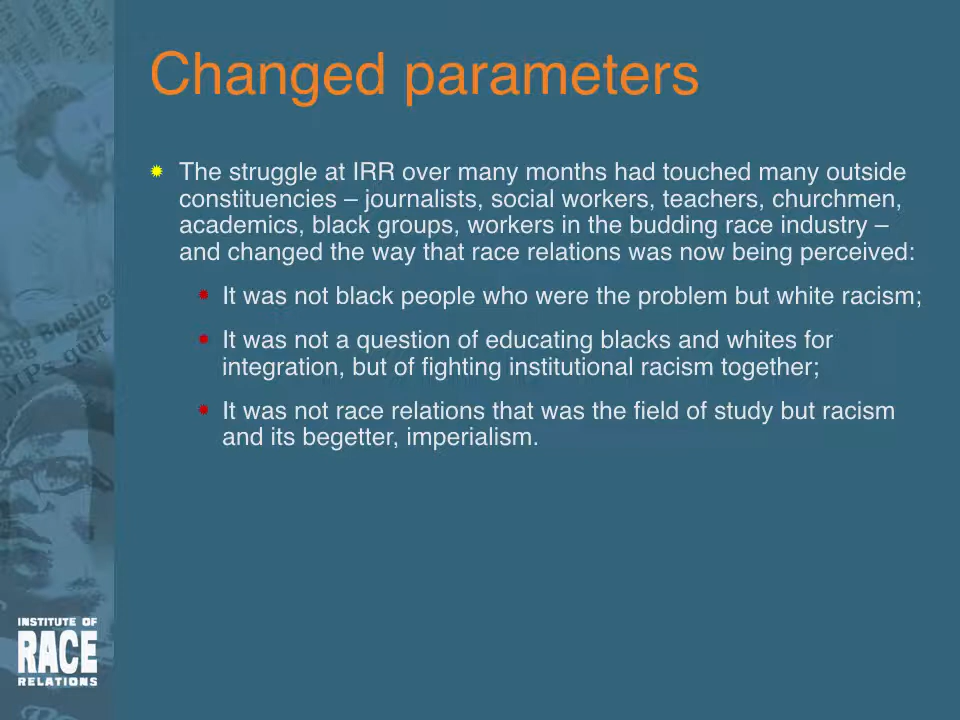 Changed parameters
The struggle at IRR over many months had touched many outside
constituencies – journalists, social workers, teachers, churchmen,
academics, black groups, workers in the budding race industry –
and changed the way that race relations was now being perceived:
It was not black people who were the problem but white racism;
It was not a question of educating blacks and whites for
integration, but of fighting institutional racism together;
It was not race relations that was the field of study but racism
and its begetter, imperialism.
Big Business
MPs quit
INSTITUTE OF
RACE
RELATIONS